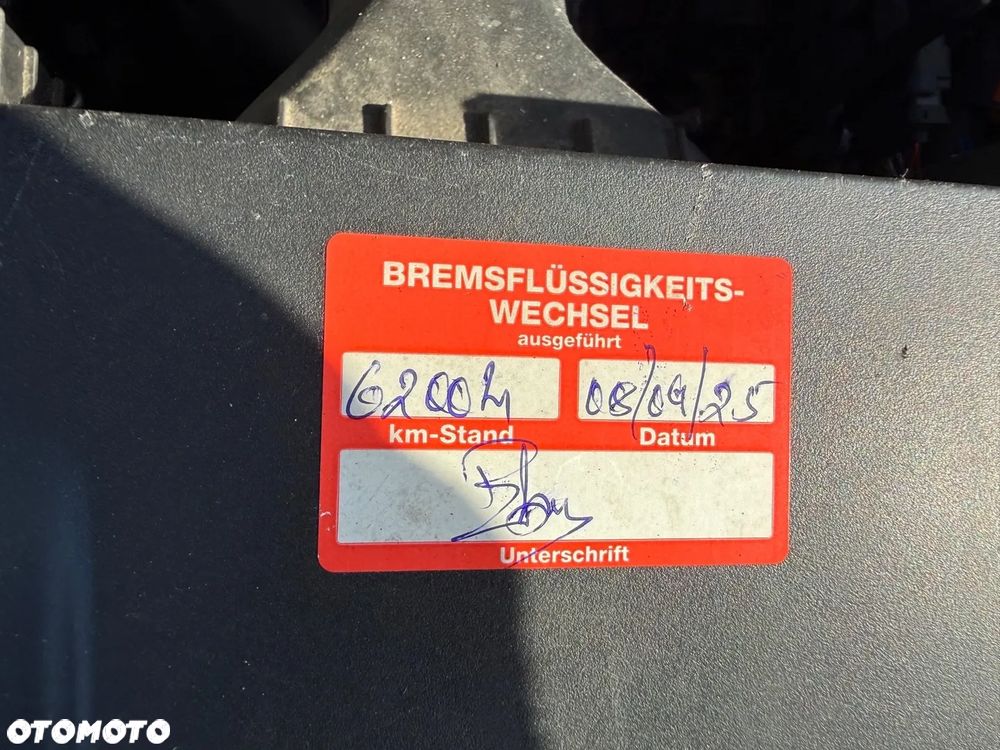 BREMSFLÜSSIGKEITS-
WECHSEL
ausgeführt
62004 08/09/25
km-Stand Datum
Unterschrift
OTOMOTO